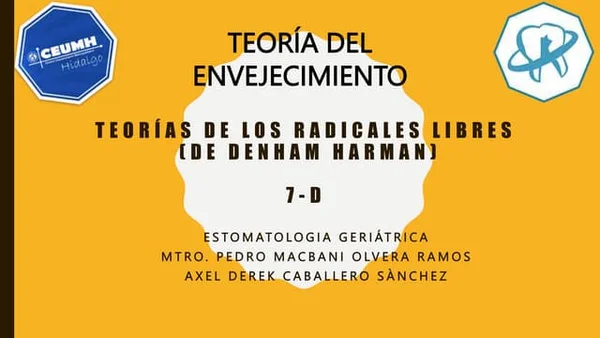 CEUMH
Hidalgo
TEORÍA DEL
ENVEJECIMIENTO
TEORÍAS DE LOS RADICALES LIBRES
(DE DENHAM HARMAN)
7-D
ESTOMATOLOGIA GERIÁTRICA
MTRO. PEDRO MACBANI OLVERA RAMOS
AXEL DEREK CABALLERO SÀNCHEZ